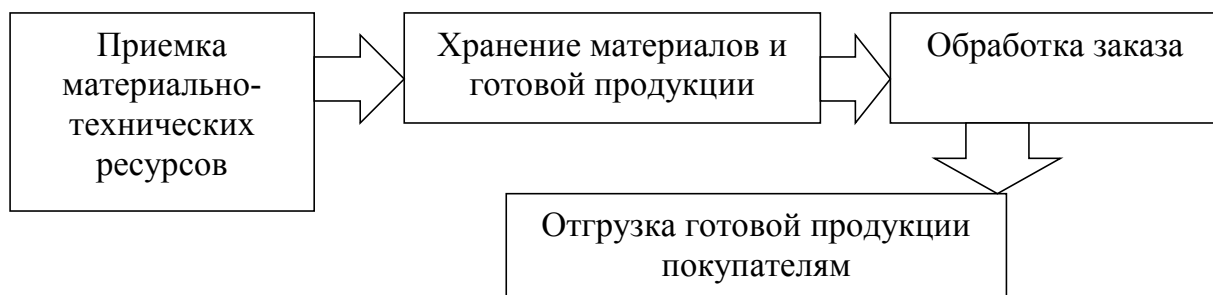 Приемка
материально-
технических
ресурсов
Хранение материалов и
готовой продукции
Обработка заказа
Отгрузка готовой продукции
покупателям